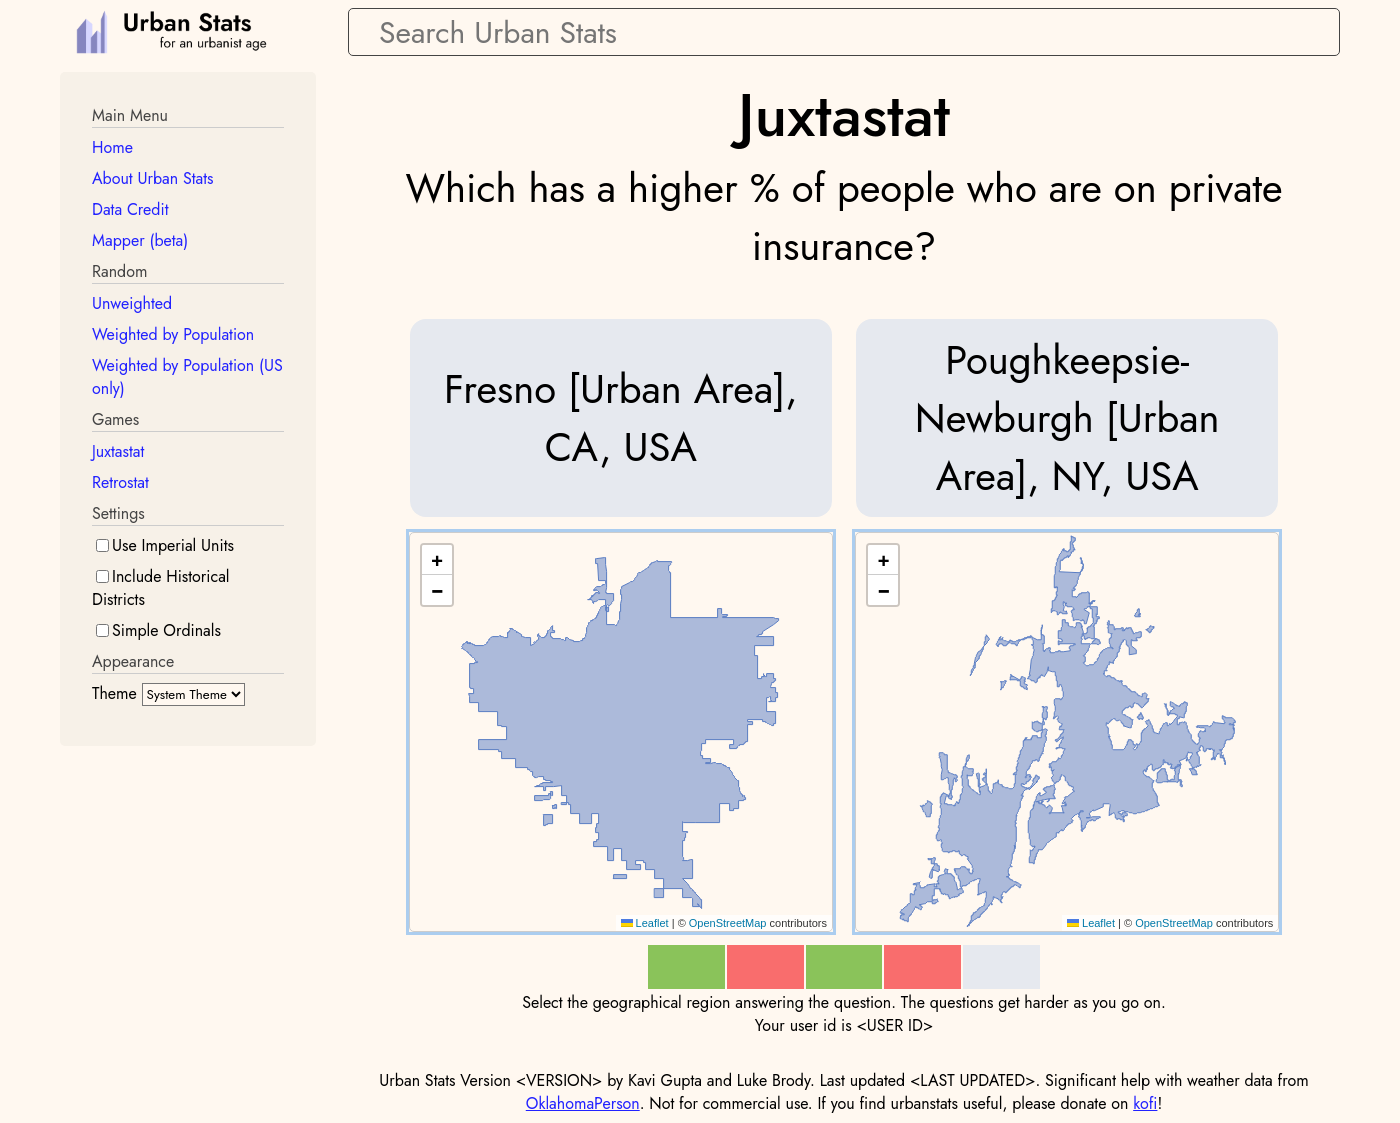 Urban Stats
for an urbanist age
Search Urban Stats
Main Menu
Home
About Urban Stats
Data Credit
Mapper (beta)
Random
Unweighted
Weighted by Population
Weighted by Population (US
only)
Games
Juxtastat
Retrostat
Settings
Use Imperial Units
Include Historical
Districts
Simple Ordinals
Appearance
Theme System Theme
Juxtastat
Which has a higher % of people who are on private
insurance?
Fresno [Urban Area],
CA, USA
Poughkeepsie-
Newburgh [Urban
Area], NY, USA
+
−
Leaflet | © OpenStreetMap contributors
+
−
Leaflet | © OpenStreetMap contributors
Select the geographical region answering the question. The questions get harder as you go on.
Your user id is <USER ID>
Urban Stats Version <VERSION> by Kavi Gupta and Luke Brody. Last updated <LAST UPDATED>. Significant help with weather data from
OklahomaPerson. Not for commercial use. If you find urbanstats useful, please donate on kofi!